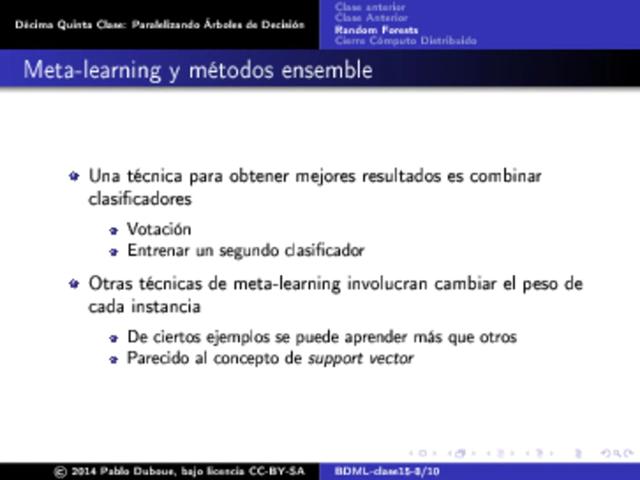 Décima Quinta Clase: Paralelizando Árboles de Decisión
Clase anterior
Clase Anterior
Random Forests
Cierre Cómputo Distribuido
Meta-learning y métodos ensemble
Una técnica para obtener mejores resultados es combinar
clasificadores
Votación
Entrenar un segundo clasificador
Otras técnicas de meta-learning involucran cambiar el peso de
cada instancia
De ciertos ejemplos se puede aprender más que otros
Parecido al concepto de support vector
© 2014 Pablo Duboue, bajo licencia CC-BY-SA
BDML-clase15-8/10